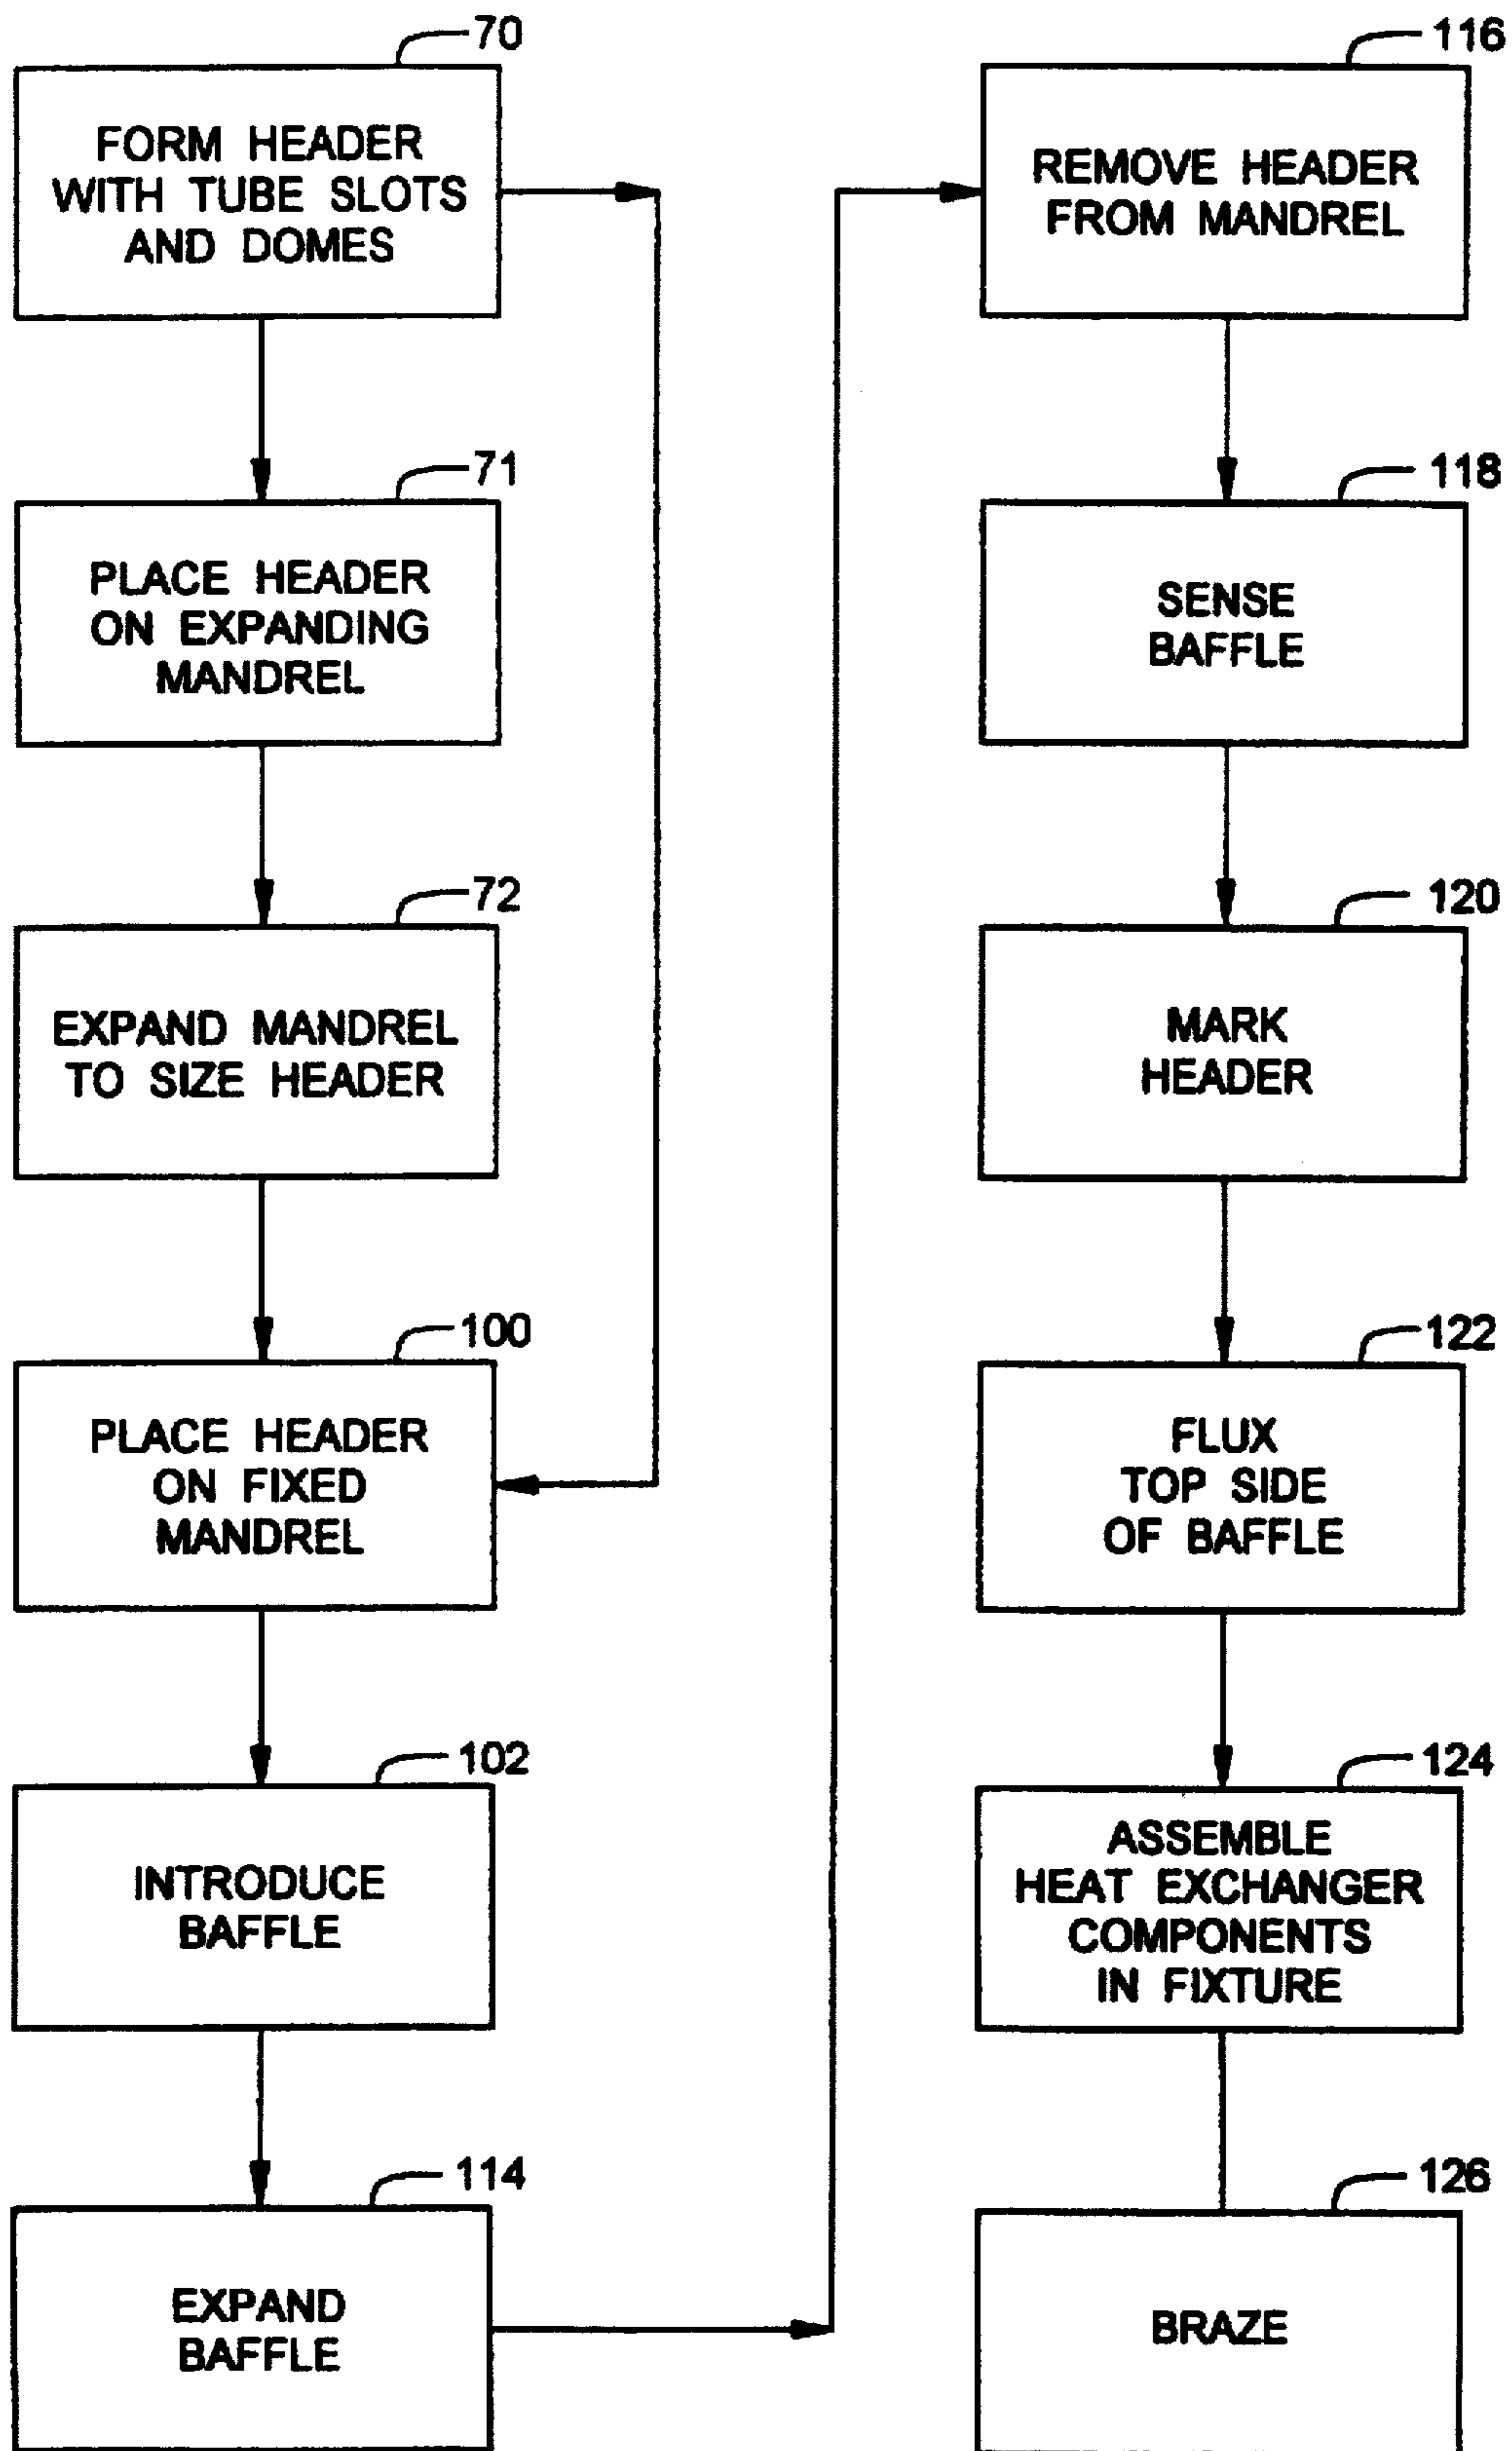 70
FORM HEADER
WITH TUBE SLOTS
AND DOMES
71
PLACE HEADER
ON EXPANDING
MANDREL
72
EXPAND MANDREL
TO SIZE HEADER
100
PLACE HEADER
ON FIXED
MANDREL
102
INTRODUCE
BAFFLE
114
EXPAND
BAFFLE
116
REMOVE HEADER
FROM MANDREL
118
SENSE
BAFFLE
120
MARK
HEADER
122
FLUX
TOP SIDE
OF BAFFLE
124
ASSEMBLE
HEAT EXCHANGER
COMPONENTS
IN FIXTURE
126
BRAZE